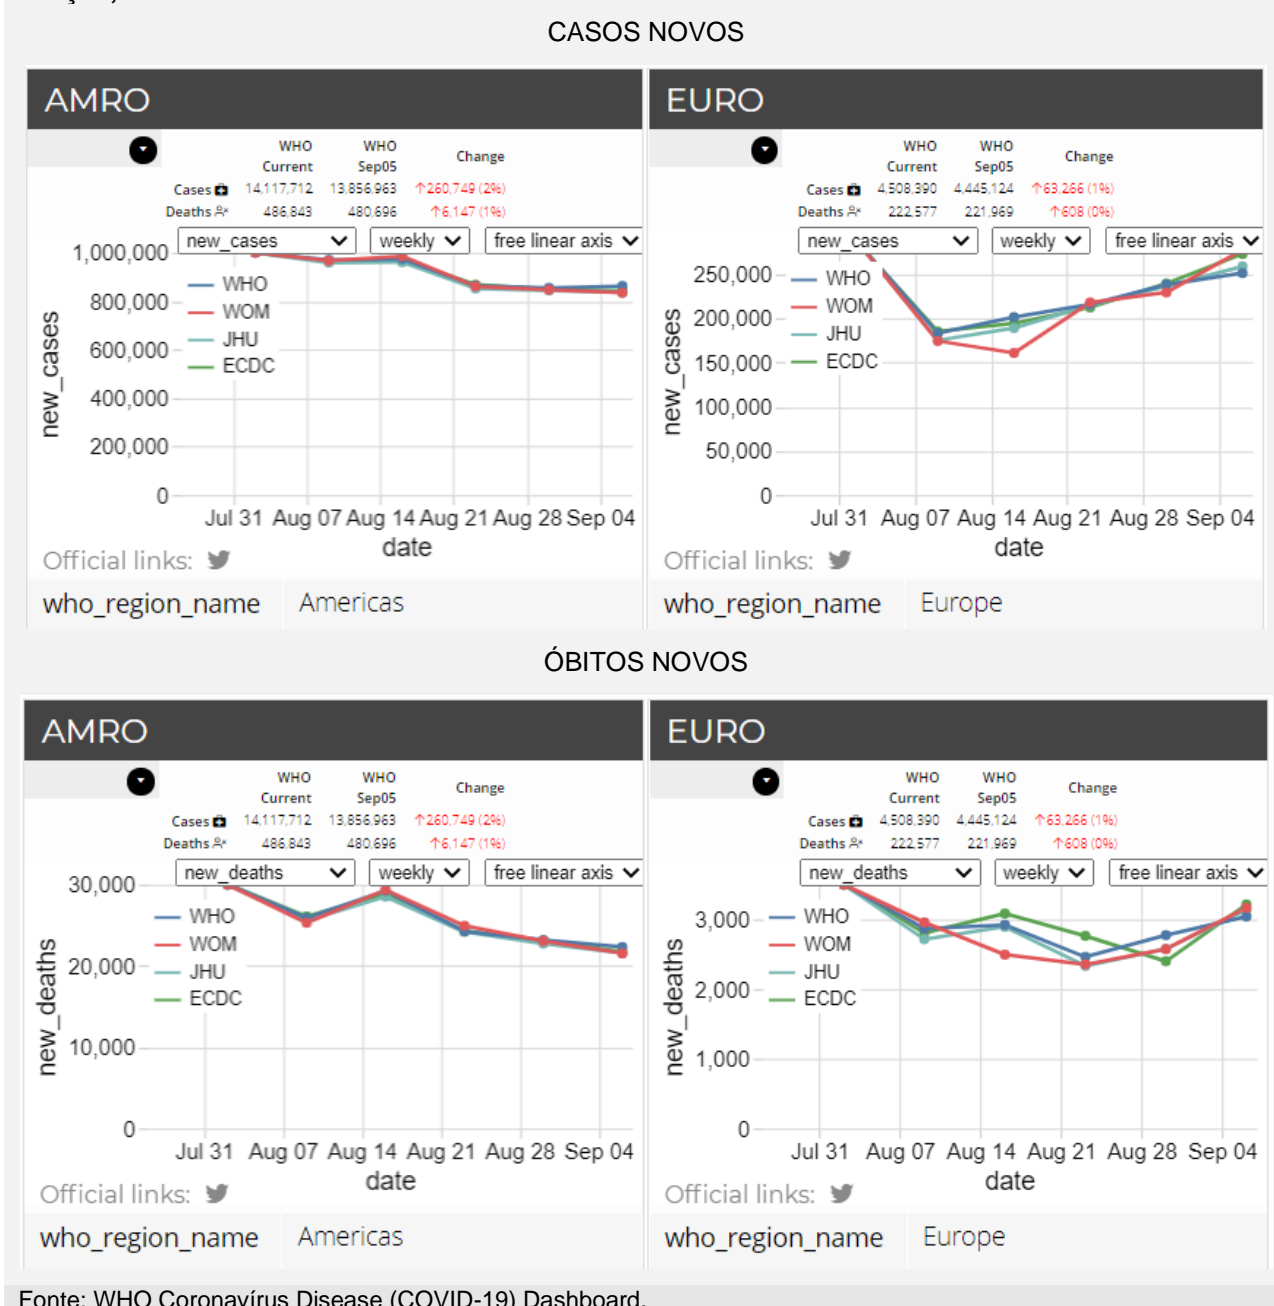 CASOS NOVOS
AMRO
WHO Current WHO Sep05 Change
Cases 14,117,712 13,856,963 ↑260,749 (2%)
Deaths 486,843 480,696 ↑6,147 (1%)
new_cases weekly free linear axis
1,000,000
800,000
600,000
400,000
200,000
0
new_cases
WHO
WOM
JHU
ECDC
Jul 31 Aug 07 Aug 14 Aug 21 Aug 28 Sep 04
date
Official links:
who_region_name Americas
EURO
WHO Current WHO Sep05 Change
Cases 4,508,390 4,445,124 ↑63,266 (1%)
Deaths 222,577 221,969 ↑608 (0%)
new_cases weekly free linear axis
250,000
200,000
150,000
100,000
50,000
0
new_cases
WHO
WOM
JHU
ECDC
Jul 31 Aug 07 Aug 14 Aug 21 Aug 28 Sep 04
date
Official links:
who_region_name Europe
ÓBITOS NOVOS
AMRO
WHO Current WHO Sep05 Change
Cases 14,117,712 13,856,963 ↑260,749 (2%)
Deaths 486,843 480,696 ↑6,147 (1%)
new_deaths weekly free linear axis
30,000
20,000
10,000
0
new_deaths
WHO
WOM
JHU
ECDC
Jul 31 Aug 07 Aug 14 Aug 21 Aug 28 Sep 04
date
Official links:
who_region_name Americas
EURO
WHO Current WHO Sep05 Change
Cases 4,508,390 4,445,124 ↑63,266 (1%)
Deaths 222,577 221,969 ↑608 (0%)
new_deaths weekly free linear axis
3,000
2,000
1,000
0
new_deaths
WHO
WOM
JHU
ECDC
Jul 31 Aug 07 Aug 14 Aug 21 Aug 28 Sep 04
date
Official links:
who_region_name Europe
Fonte: WHO Coronavírus Disease (COVID-19) Dashboard.